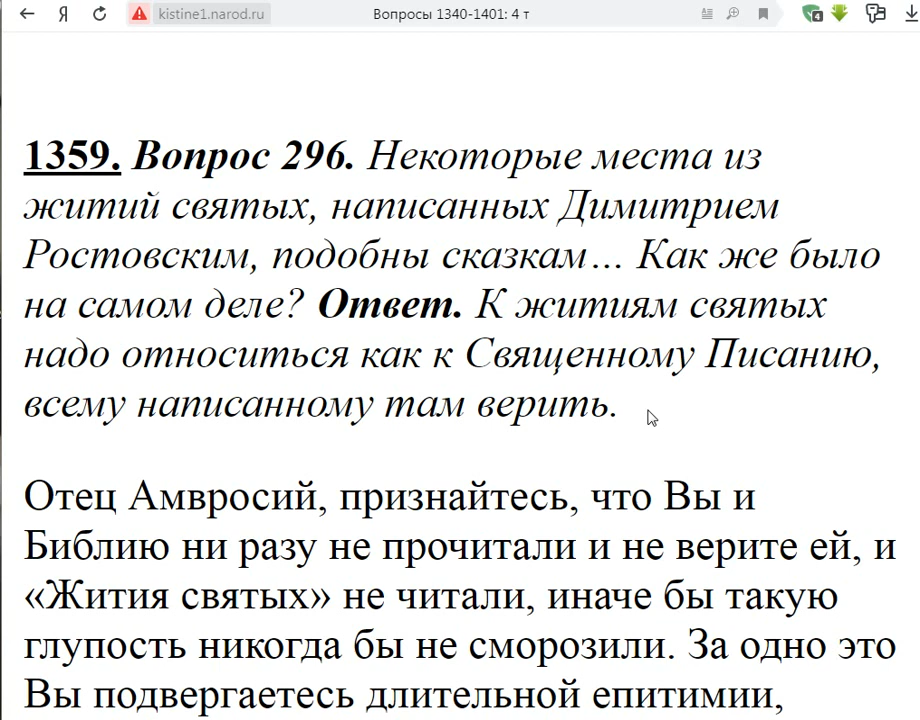 kistine1.narod.ru
Вопросы 1340-1401: 4 т
4
1359. Вопрос 296. Некоторые места из
житий святых, написанных Димитрием
Ростовским, подобны сказкам... Как же было
на самом деле? Ответ. К житиям святых
надо относиться как к Священному Писанию,
всему написанному там верить.
Отец Амвросий, признайтесь, что Вы и
Библию ни разу не прочитали и не верите ей, и
«Жития святых» не читали, иначе бы такую
глупость никогда бы не сморозили. За одно это
Вы подвергаетесь длительной епитимии,